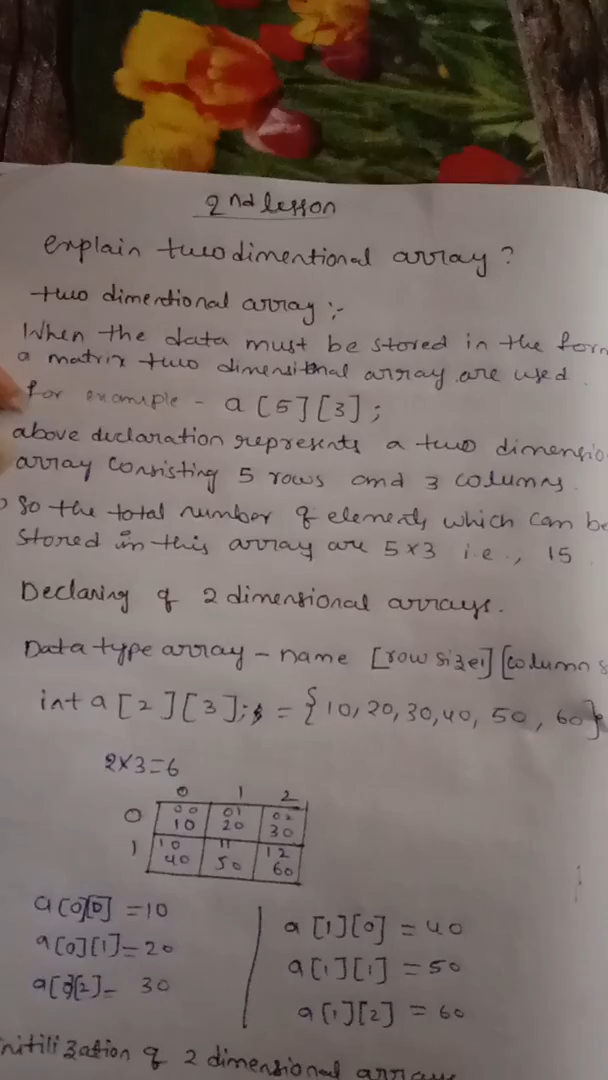 2nd lesson
explain two dimentional array?
two dimentional array :-
When the data must be stored in the form
a matrix two dimensional array are used.
for example - a[5][3];
above declaration represents a two dimensio
array consisting 5 rows and 3 columns.
So the total number of elements which can be
stored in this array are 5×3 i.e., 15
Declaring of 2 dimensional arrays.
Data type array - name [row size] [column s
int a[2][3]; = {10, 20, 30, 40, 50, 60}
2×3=6
0 1 2
0 00 01 02
10 20 30
1 10 11 12
40 50 60
a[0][0] = 10
a[0][1] = 20
a[0][2] = 30
a[1][0] = 40
a[1][1] = 50
a[1][2] = 60
nitilization of 2 dimensional arrays